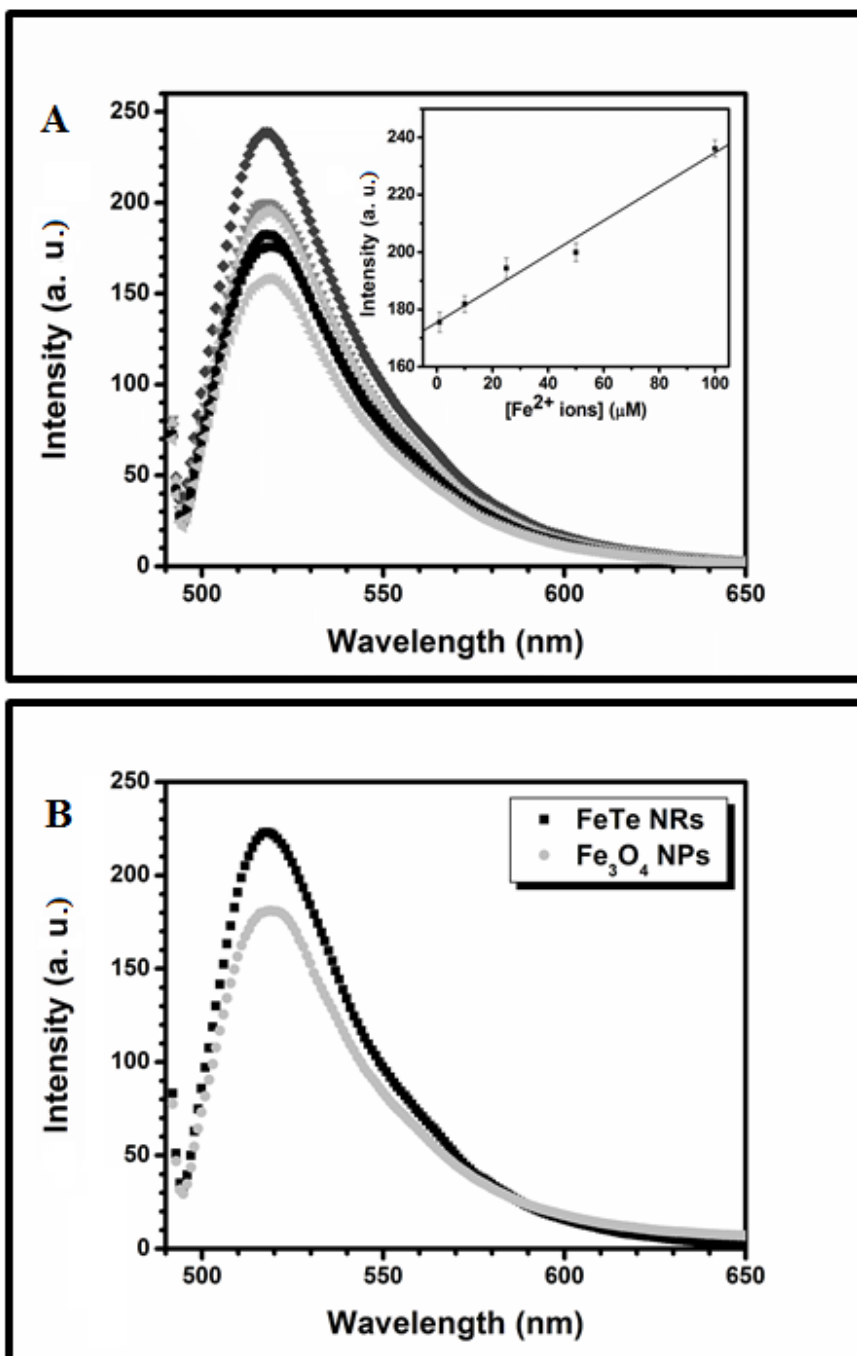 A
250
200
150
100
50
0
Intensity (a. u.)
500 550 600 650
Wavelength (nm)
240
220
200
180
160
Intensity (a. u.)
0 20 40 60 80 100
[Fe²⁺ ions] (μM)
B
250
200
150
100
50
0
Intensity (a. u.)
FeTe NRs
Fe₃O₄ NPs
500 550 600 650
Wavelength (nm)